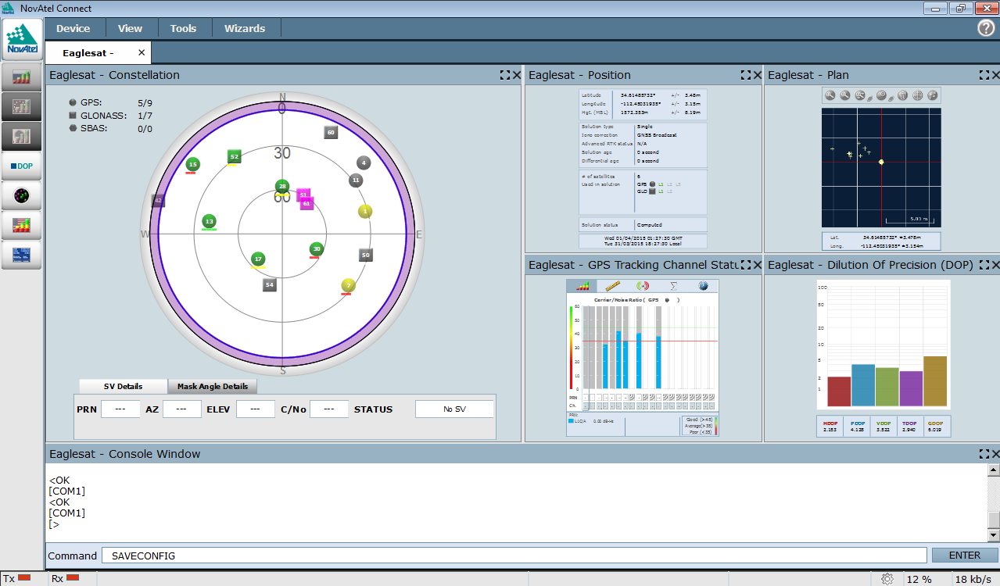 NovAtel Connect
NovAtel
Device View Tools Wizards
?
Eaglesat - ×
Eaglesat - Constellation
GPS: 5/9
GLONASS: 1/7
SBAS: 0/0
N
0
30
60
W
E
S
60
52
15
4
11
28
51
61
42
1
13
30
50
17
54
7
SV Details Mask Angle Details
PRN --- AZ --- ELEV --- C/No --- STATUS No SV
Eaglesat - Position
Latitude 34.61485732° +/- 3.48m
Longitude -112.45031935° +/- 3.15m
Hgt. (MSL) 1572.353m +/- 8.19m
Solution type Single
Iono correction GNSS Broadcast
Advanced RTK status N/A
Solution age 0 second
Differential age 0 second
# of satellites 6
Used in solution GPS L1 L2 L5
GLO L1 L2
Solution status Computed
Wed 01/04/2015 01:27:30 GMT
Tue 31/03/2015 18:27:30 Local
Eaglesat - Plan
5.00 m
Lat. 34.61485732° ±3.478m
Long. -112.45031935° ±3.154m
Eaglesat - GPS Tracking Channel Statu
Σ
Carrier/Noise Ratio ( GPS )
60
50
40
30
20
10
0
PRN
Ch.
PRN:
L1C/A 0.00 dB-Hz
Good (>45)
Average(>35)
Poor (<35)
Eaglesat - Dilution Of Precision (DOP)
100
50
20
10
5
2
1
HDOP PDOP VDOP TDOP GDOP
2.153 4.128 3.522 2.940 6.019
DOP
Eaglesat - Console Window
<OK
[COM1]
<OK
[COM1]
[>
Command SAVECONFIG ENTER
Tx Rx 12 % 18 kb/s